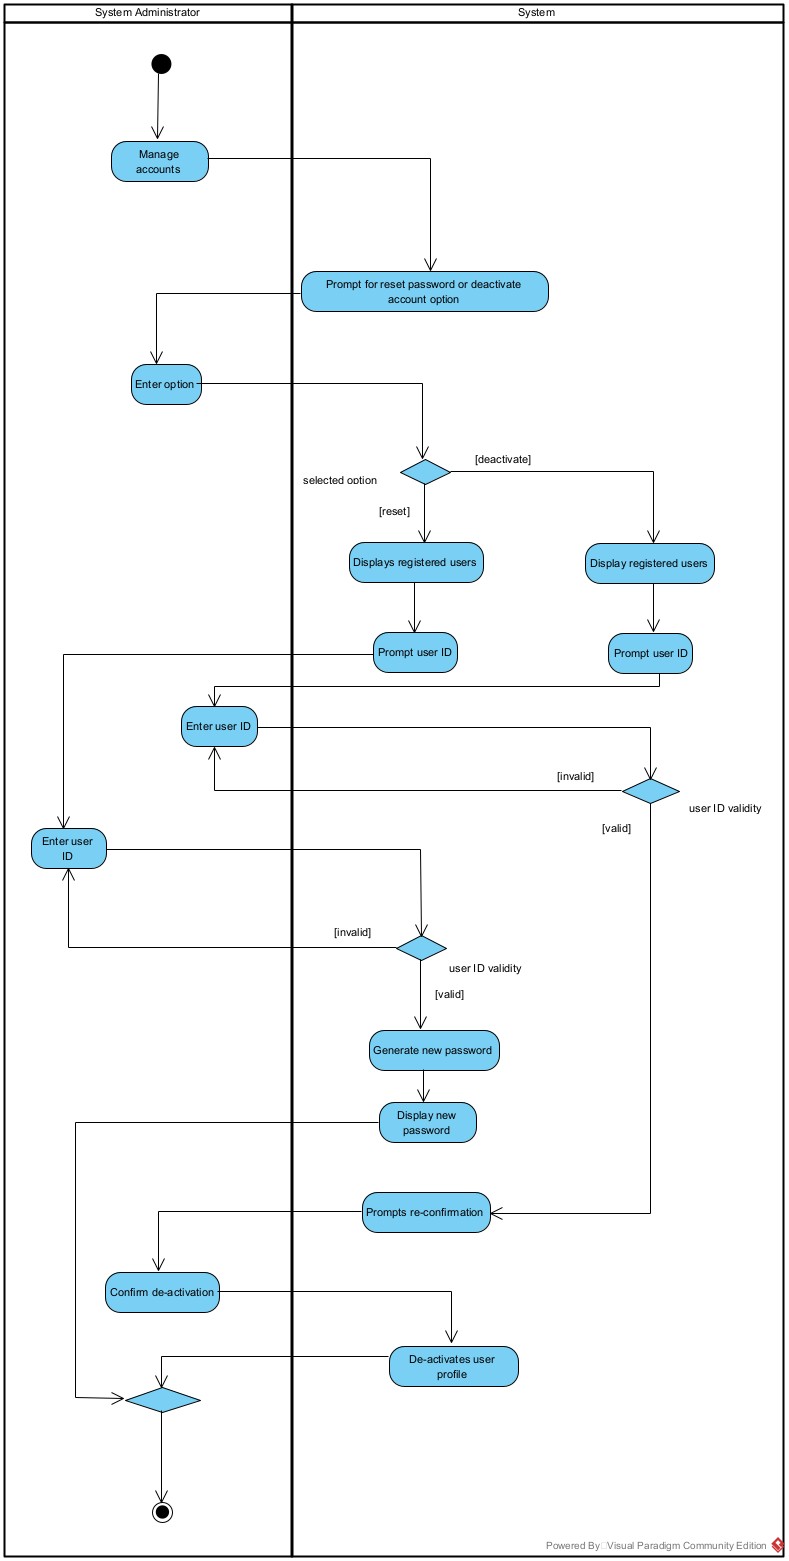 System Administrator
System
Manage
accounts
Prompt for reset password or deactivate
account option
Enter option
[deactivate]
selected option
[reset]
Displays registered users
Display registered users
Prompt user ID
Prompt user ID
Enter user ID
[invalid]
user ID validity
[valid]
Enter user
ID
[invalid]
user ID validity
[valid]
Generate new password
Display new
password
Prompts re-confirmation
Confirm de-activation
De-activates user
profile
Powered By Visual Paradigm Community Edition